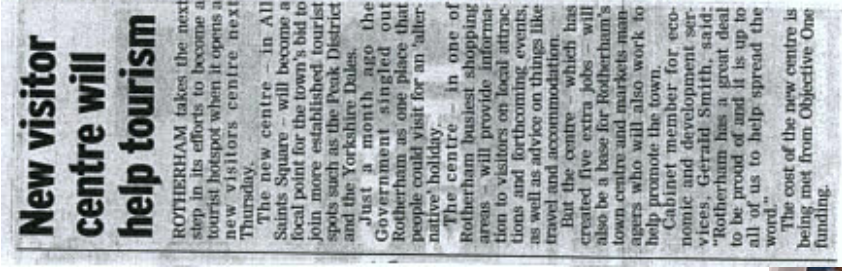 New visitor
centre will
help tourism
ROTHERHAM takes the next
step in its efforts to become a
tourist hotspot when it opens a
new visitors centre next
Thursday.
The new centre – in All
Saints Square – will become a
focal point for the town's bid to
join more established tourist
spots such as the Peak District
and the Yorkshire Dales.
Just a month ago the
Government singled out
Rotherham as one place that
people could visit for an 'alter-
native' holiday.
The centre – in one of
Rotherham busiest shopping
areas – will provide informa-
tion to visitors on local attrac-
tions and forthcoming events,
as well as advice on things like
travel and accommodation.
But the centre – which has
created five extra jobs – will
also be a base for Rotherham's
town centre and markets man-
agers who will also work to
help promote the town.
Cabinet member for eco-
nomic and development ser-
vices, Gerald Smith, said:
"Rotherham has a great deal
to be proud of and it is up to
all of us to help spread the
word."
The cost of the new centre is
being met from Objective One
funding.